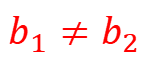 b₁ ≠ b₂